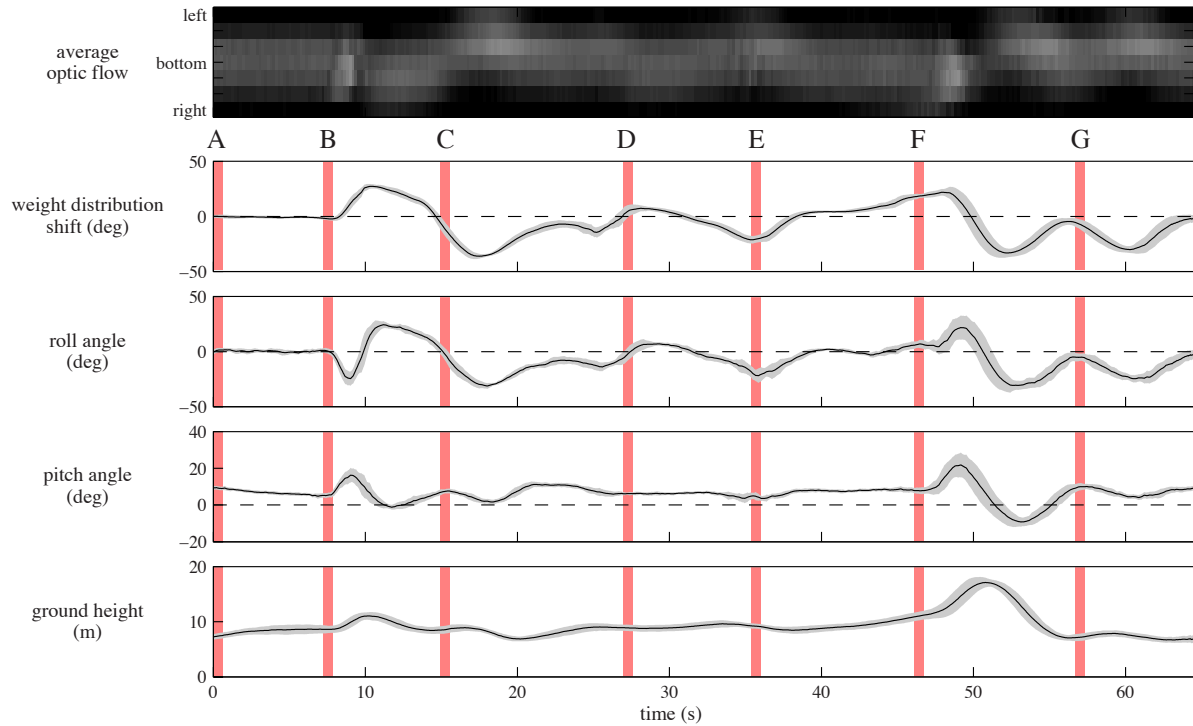 left
average
optic flow
bottom
right
A B C D E F G
50
weight distribution
shift (deg)
0
−50
50
roll angle
(deg)
0
−50
40
pitch angle
(deg)
20
0
−20
20
ground height
(m)
10
0
0 10 20 30 40 50 60
time (s)